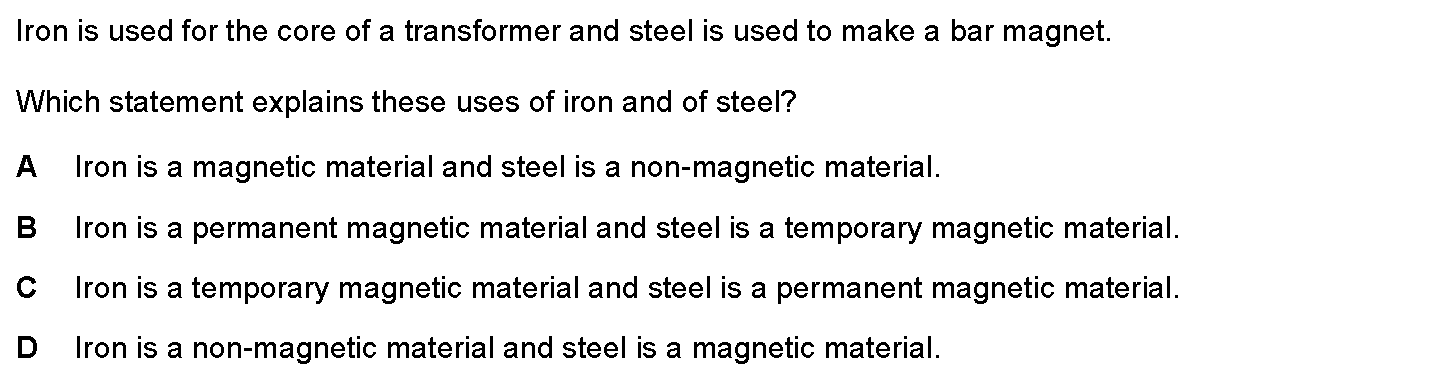 Iron is used for the core of a transformer and steel is used to make a bar magnet.
Which statement explains these uses of iron and of steel?
A Iron is a magnetic material and steel is a non-magnetic material.
B Iron is a permanent magnetic material and steel is a temporary magnetic material.
C Iron is a temporary magnetic material and steel is a permanent magnetic material.
D Iron is a non-magnetic material and steel is a magnetic material.